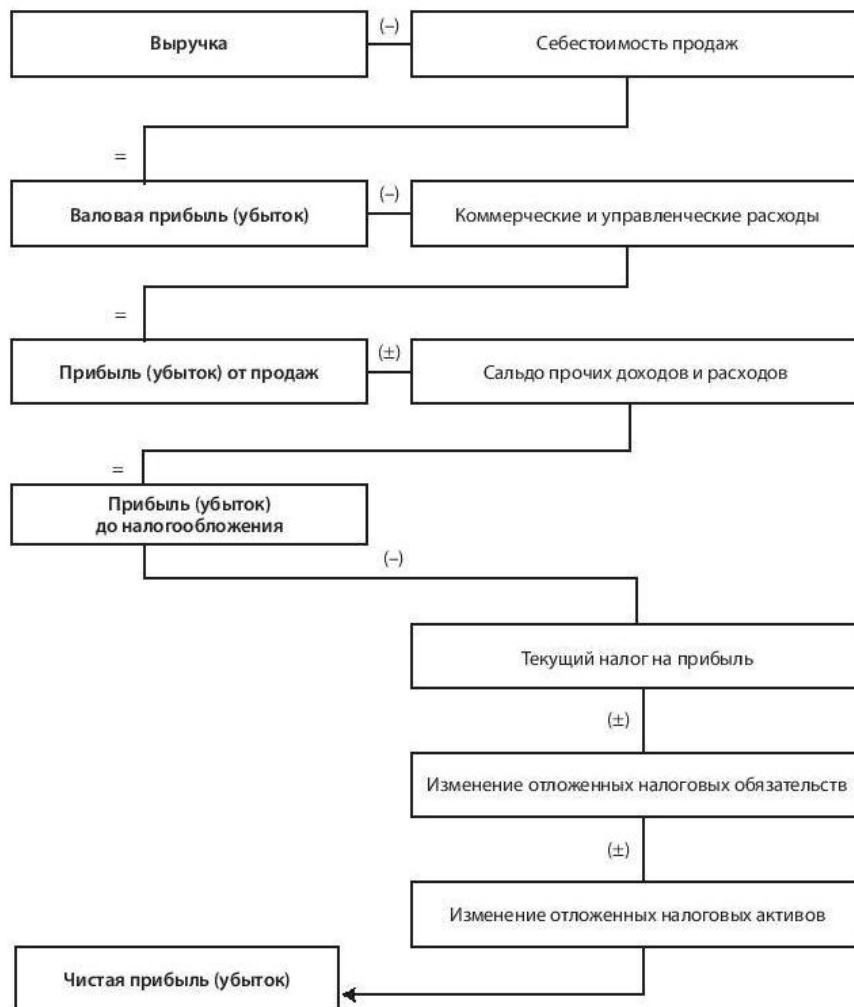 Выручка
(–)
Себестоимость продаж
=
Валовая прибыль (убыток)
(–)
Коммерческие и управленческие расходы
=
Прибыль (убыток) от продаж
(±)
Сальдо прочих доходов и расходов
=
Прибыль (убыток)
до налогообложения
(–)
Текущий налог на прибыль
(±)
Изменение отложенных налоговых обязательств
(±)
Изменение отложенных налоговых активов
Чистая прибыль (убыток)